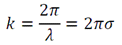 k = 2π/λ = 2πσ